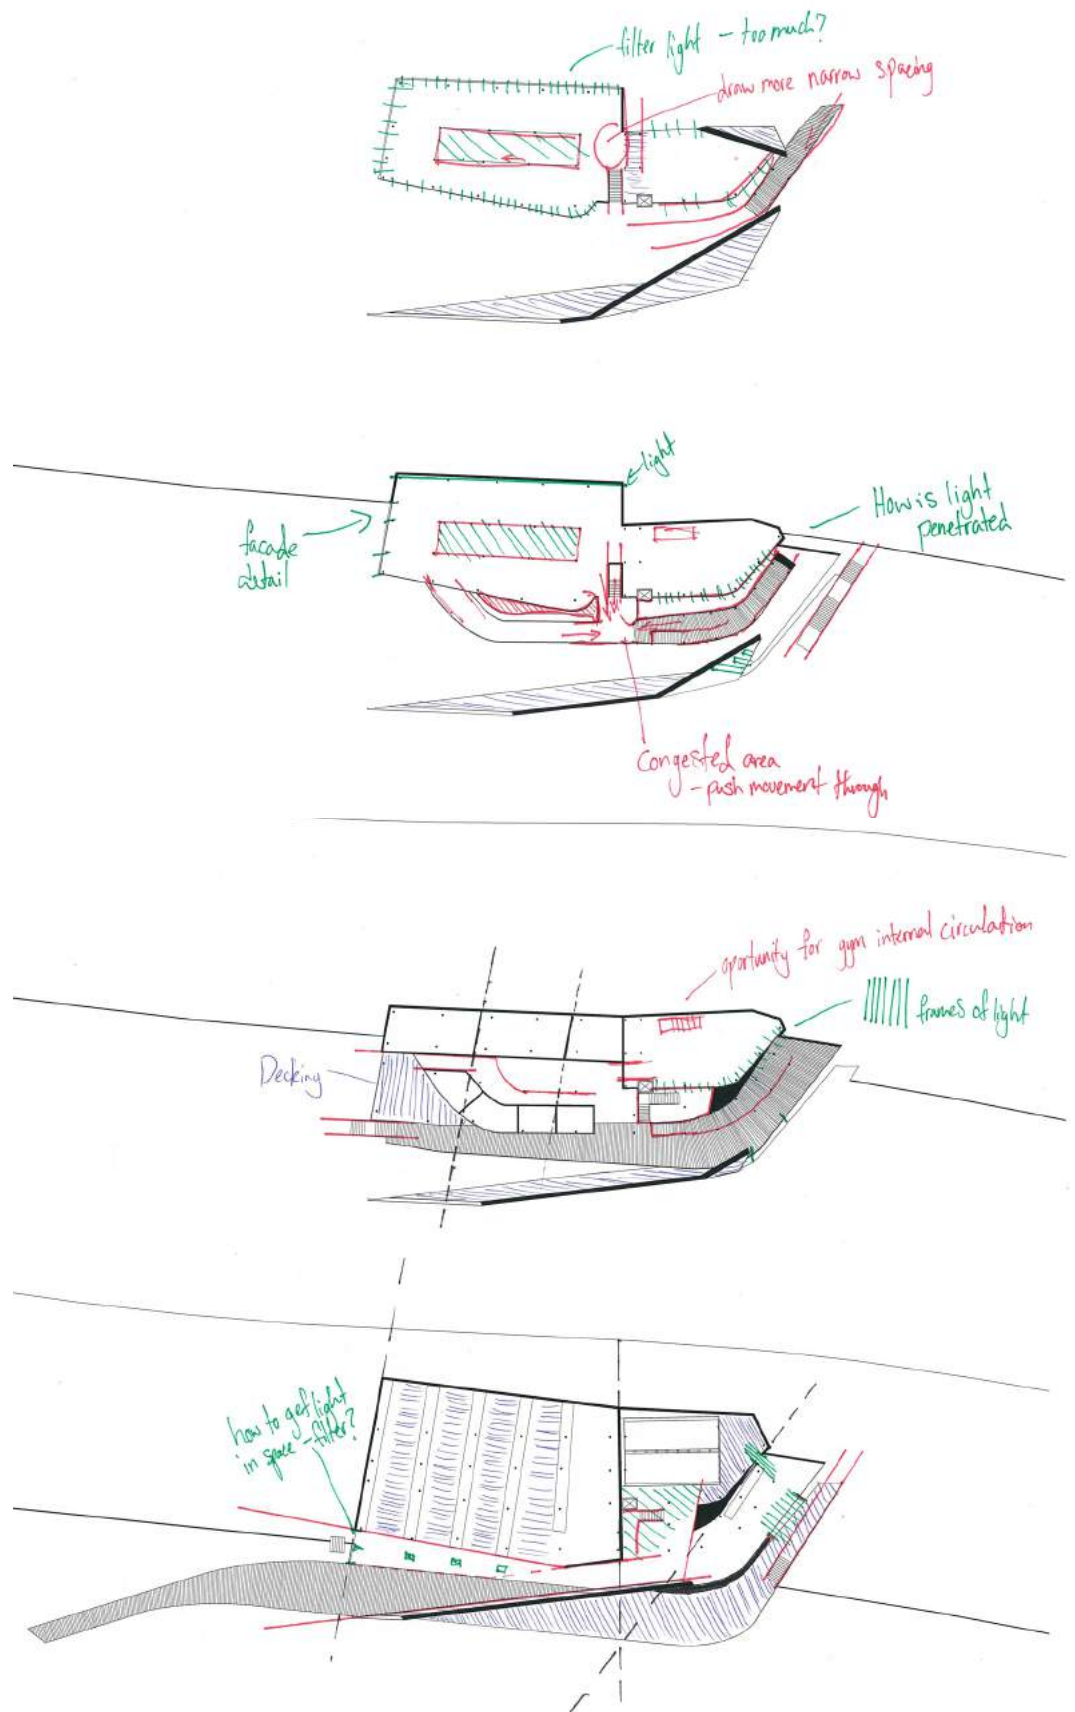 filter light - too much?
draw more narrow spacing
light
How is light
penetrated
facade
detail
Congested area
- push movement through
oportunity for gym internal circulation
frames of light
Decking
how to get light
in space - filter?